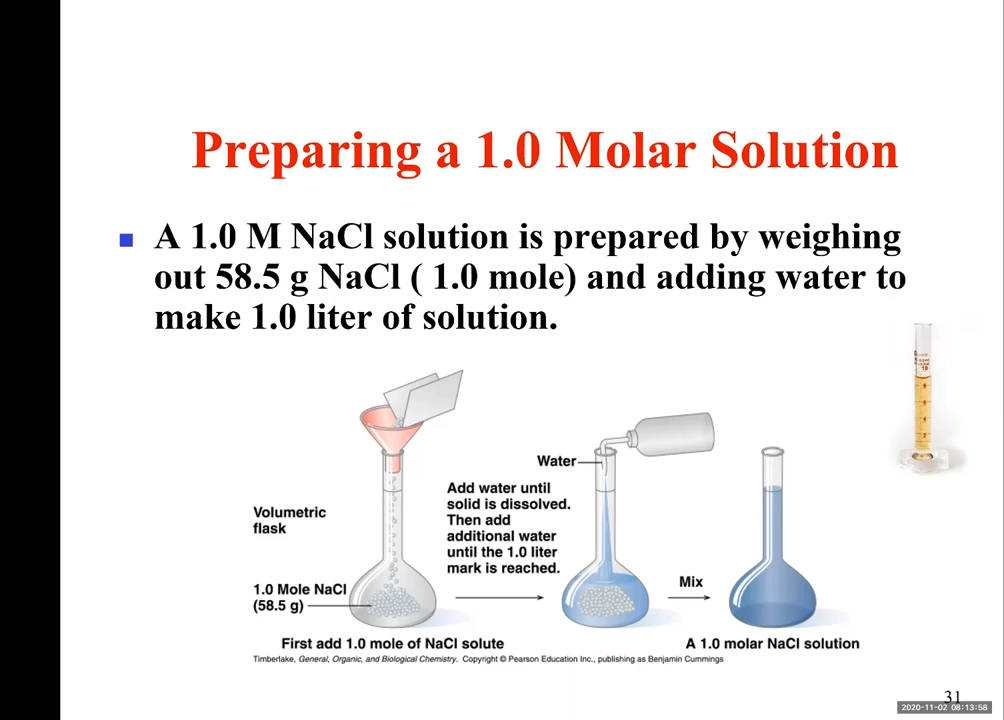 Preparing a 1.0 Molar Solution
A 1.0 M NaCl solution is prepared by weighing
out 58.5 g NaCl ( 1.0 mole) and adding water to
make 1.0 liter of solution.
Volumetric
flask
1.0 Mole NaCl
(58.5 g)
First add 1.0 mole of NaCl solute
Add water until
solid is dissolved.
Then add
additional water
until the 1.0 liter
mark is reached.
Water
Mix
A 1.0 molar NaCl solution
Timberlake, General, Organic, and Biological Chemistry. Copyright © Pearson Education Inc., publishing as Benjamin Cummings
31
2020-11-02 08:13:58